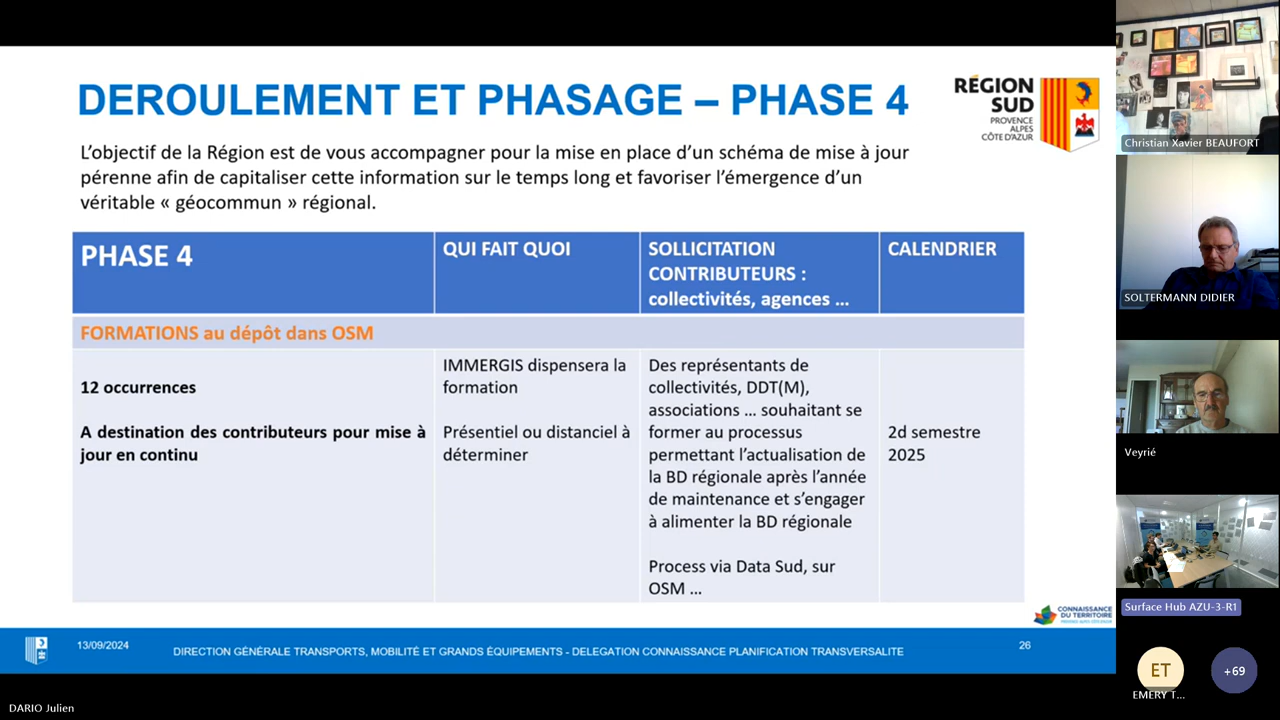 DEROULEMENT ET PHASAGE – PHASE 4
RÉGION
SUD
PROVENCE
ALPES
CÔTE D'AZUR
L'objectif de la Région est de vous accompagner pour la mise en place d'un schéma de mise à jour
pérenne afin de capitaliser cette information sur le temps long et favoriser l'émergence d'un
véritable « géocommun » régional.
PHASE 4
QUI FAIT QUOI
SOLLICITATION
CONTRIBUTEURS :
collectivités, agences ...
CALENDRIER
FORMATIONS au dépôt dans OSM
12 occurrences
A destination des contributeurs pour mise à
jour en continu
IMMERGIS dispensera la
formation
Présentiel ou distanciel à
déterminer
Des représentants de
collectivités, DDT(M),
associations ... souhaitant se
former au processus
permettant l'actualisation de
la BD régionale après l'année
de maintenance et s'engager
à alimenter la BD régionale
Process via Data Sud, sur
OSM ...
2d semestre
2025
CONNAISSANCE
DU TERRITOIRE
13/09/2024
DIRECTION GÉNÉRALE TRANSPORTS, MOBILITÉ ET GRANDS ÉQUIPEMENTS - DELEGATION CONNAISSANCE PLANIFICATION TRANSVERSALITE
26
DARIO Julien
Christian Xavier BEAUFORT
SOLTERMANN DIDIER
Veyrié
Surface Hub AZU-3-R1
ET
EMERY T...
+69